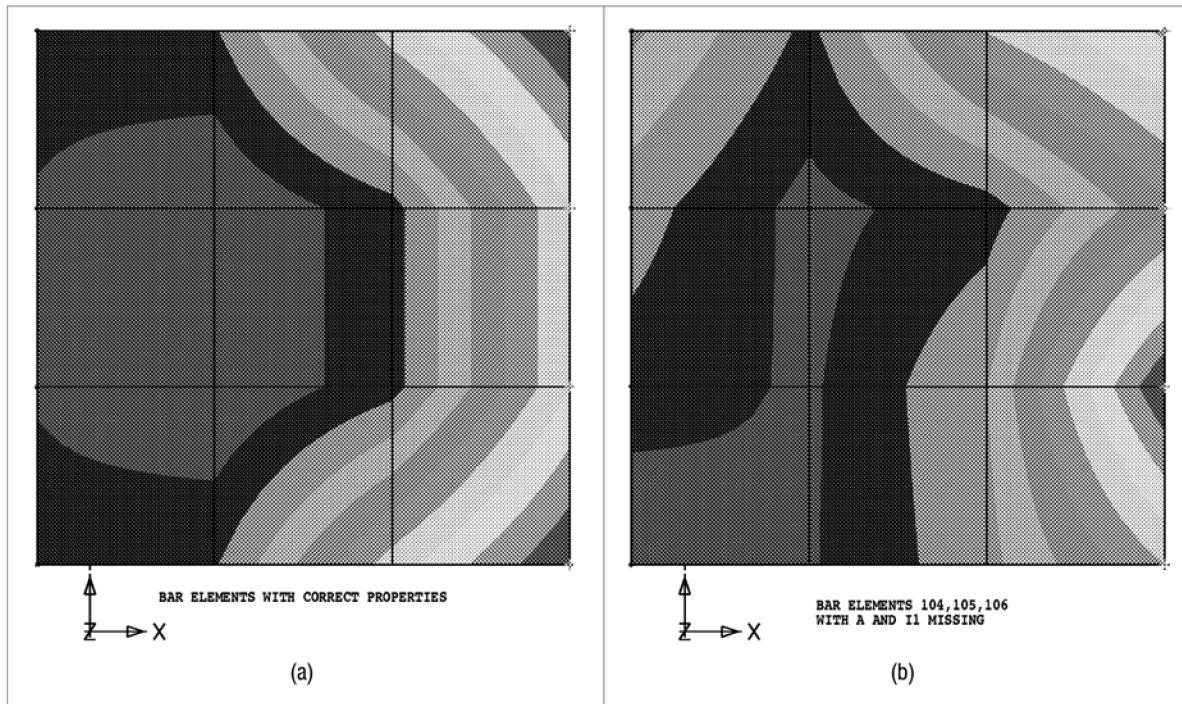 Z X
BAR ELEMENTS WITH CORRECT PROPERTIES
(a)
Z X
BAR ELEMENTS 104,105,106
WITH A AND I1 MISSING
(b)